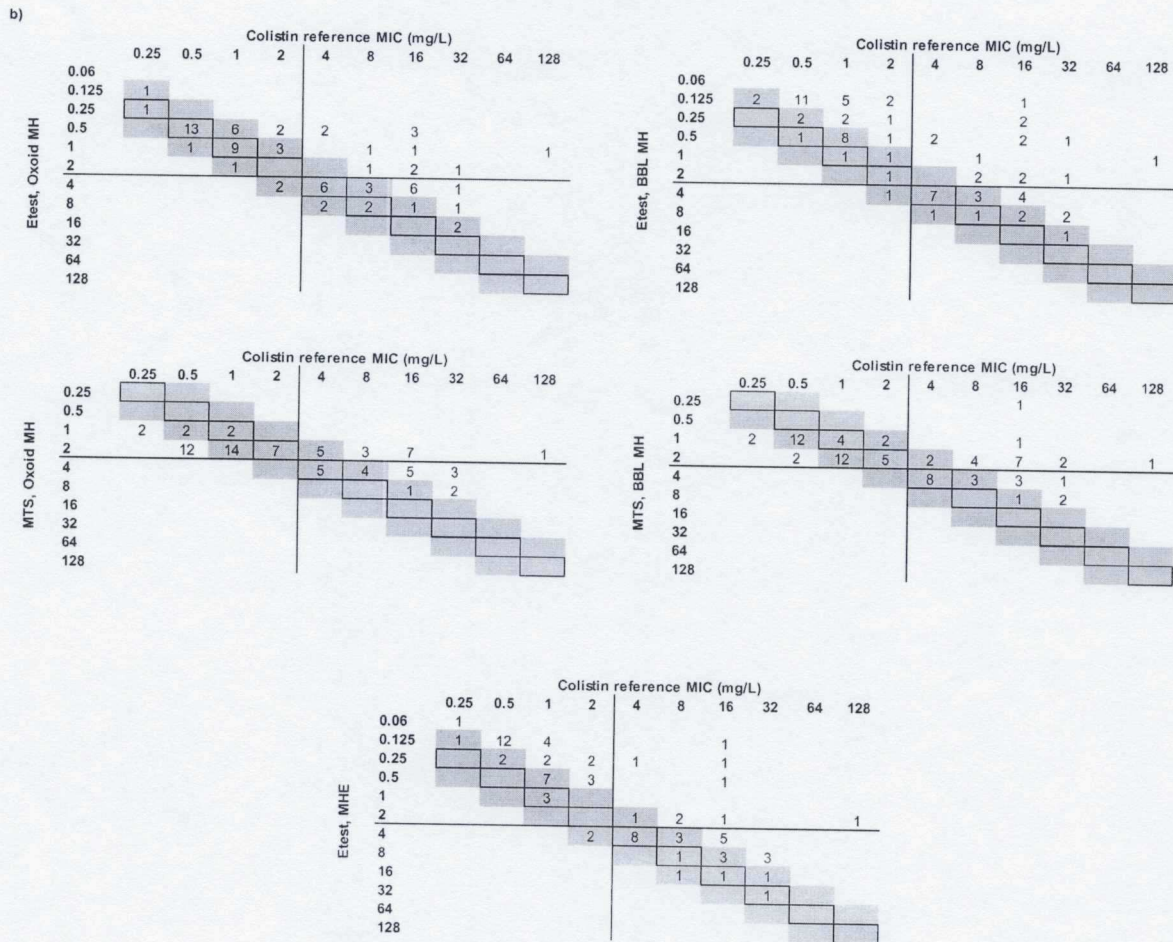 b)
Colistin reference MIC (mg/L)
0.25 0.5 1 2 4 8 16 32 64 128
Etest, Oxoid MH
0.06
0.125 1
0.25 1
0.5 13 6 2 2 3
1 1 9 3 1 1 1
2 1 1 2 1
4 2 6 3 6 1
8 2 2 1 1
16 2
32
64
128
Colistin reference MIC (mg/L)
0.25 0.5 1 2 4 8 16 32 64 128
Etest, BBL MH
0.06
0.125 2 11 5 2 1
0.25 2 2 1 2
0.5 1 8 1 2 2 1
1 1 1 1 1
2 1 2 2 1
4 1 7 3 4
8 1 1 2 2
16 1
32
64
128
Colistin reference MIC (mg/L)
0.25 0.5 1 2 4 8 16 32 64 128
MTS, Oxoid MH
0.25
0.5
1 2 2 2
2 12 14 7 5 3 7 1
4 5 4 5 3
8 1 2
16
32
64
128
Colistin reference MIC (mg/L)
0.25 0.5 1 2 4 8 16 32 64 128
MTS, BBL MH
0.25 1
0.5
1 2 12 4 2 1
2 2 12 5 2 4 7 2 1
4 8 3 3 1
8 1 2
16
32
64
128
Colistin reference MIC (mg/L)
0.25 0.5 1 2 4 8 16 32 64 128
Etest, MHE
0.06 1
0.125 1 12 4 1
0.25 2 2 2 1 1
0.5 7 3 1
1 3
2 1 2 1 1
4 2 8 3 5
8 1 3 3
16 1 1 1
32 1
64
128